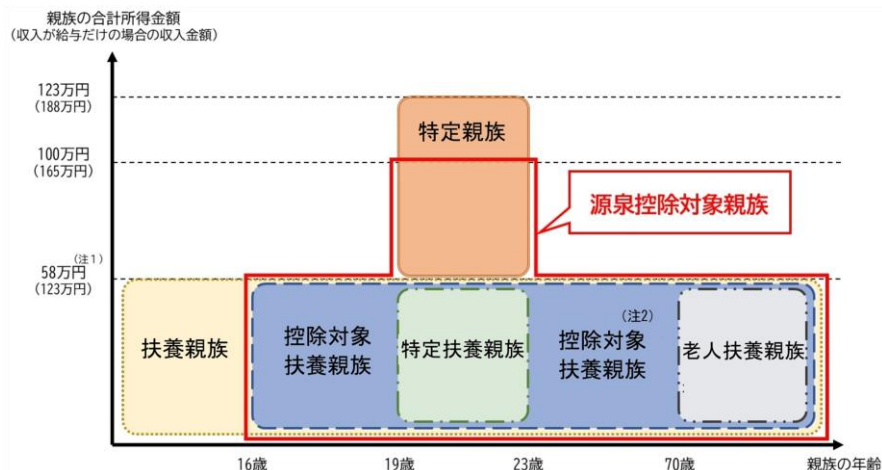 親族の合計所得金額
(収入が給与だけの場合の収入金額)
123万円
(188万円)
特定親族
100万円
(165万円)
源泉控除対象親族
(注1)
58万円
(123万円)
扶養親族
控除対象
扶養親族
特定扶養親族
(注2)
控除対象
扶養親族
老人扶養親族
16歳
19歳
23歳
70歳
親族の年齢